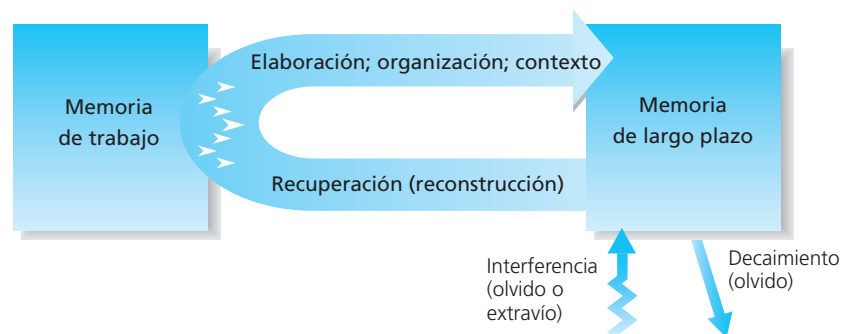 Memoria
de trabajo
Elaboración; organización; contexto
Memoria
de largo plazo
Recuperación (reconstrucción)
Interferencia
(olvido o
extravío)
Decaimiento
(olvido)